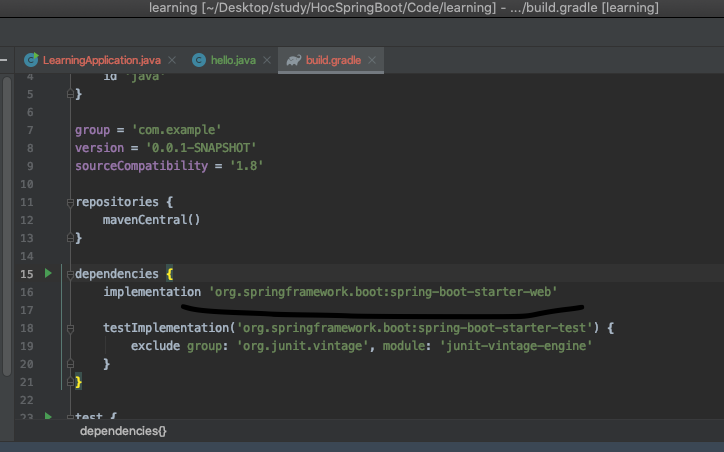 learning [~/Desktop/study/HocSpringBoot/Code/learning] - .../build.gradle [learning]
LearningApplication.java hello.java build.gradle
4 id 'java'
5 }
6
7 group = 'com.example'
8 version = '0.0.1-SNAPSHOT'
9 sourceCompatibility = '1.8'
10
11 repositories {
12 mavenCentral()
13 }
14
15 dependencies {
16 implementation 'org.springframework.boot:spring-boot-starter-web'
17
18 testImplementation('org.springframework.boot:spring-boot-starter-test') {
19 exclude group: 'org.junit.vintage', module: 'junit-vintage-engine'
20 }
21 }
22
23 test {
dependencies{}